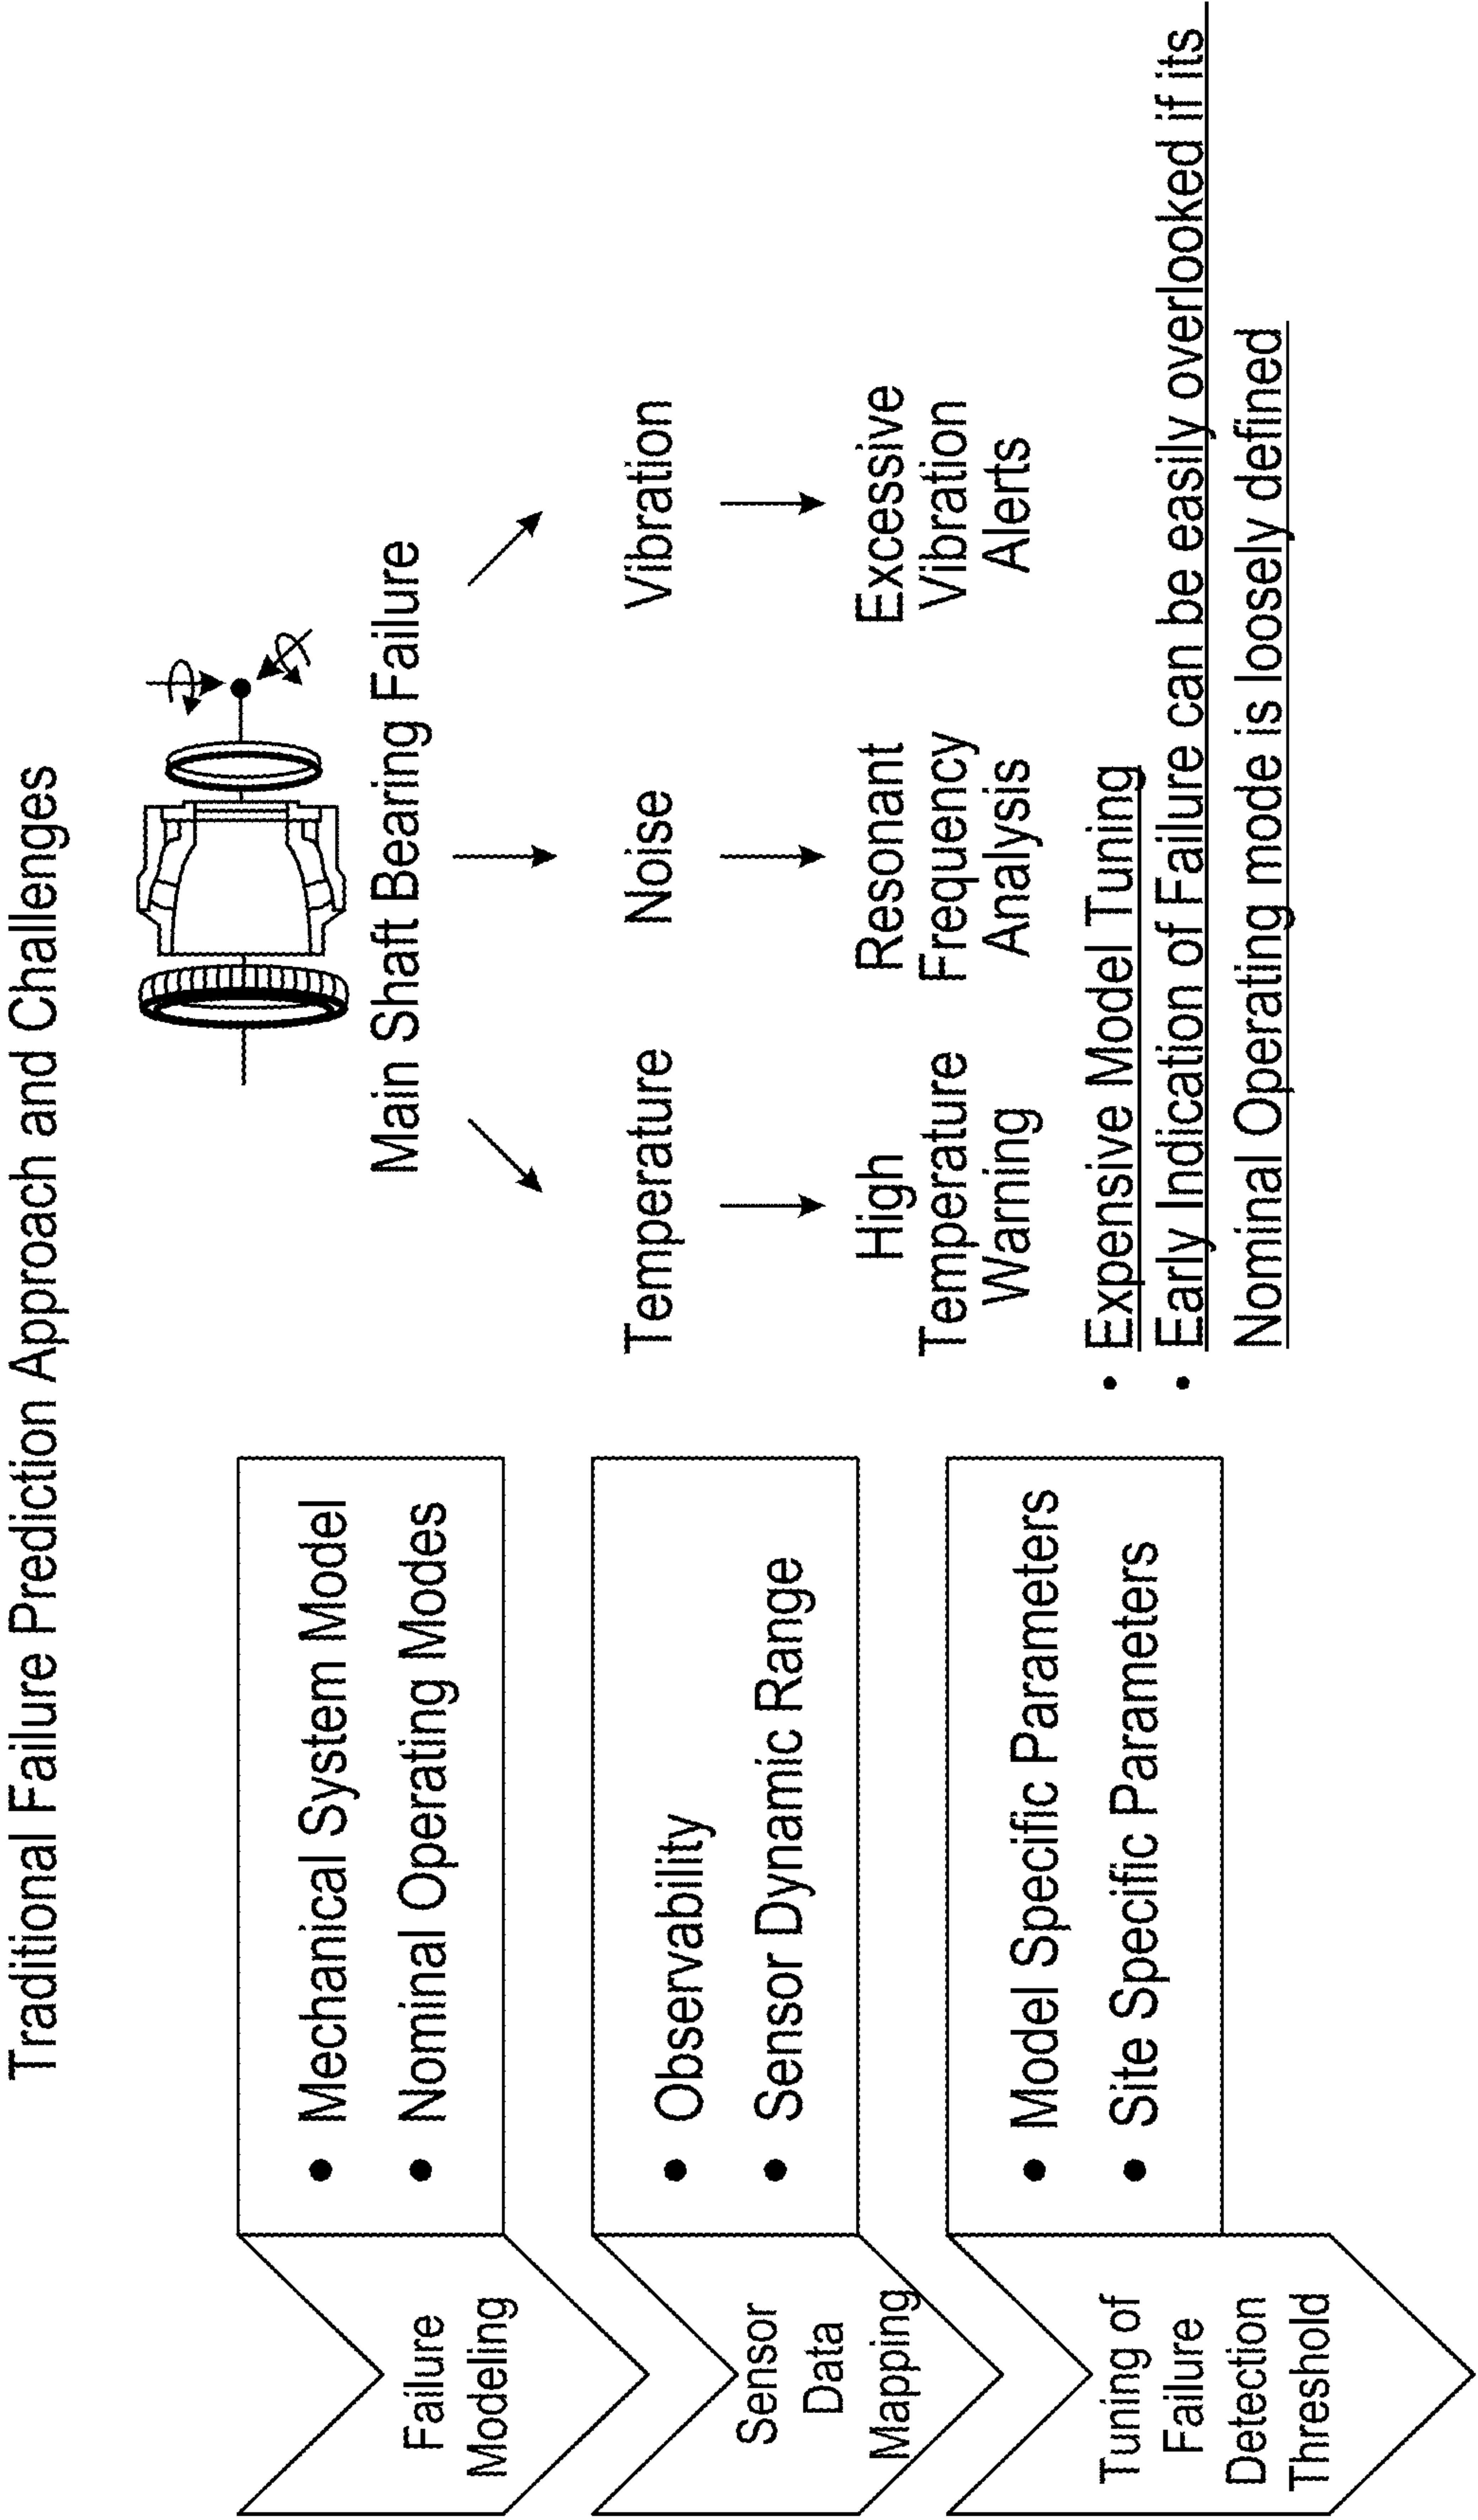 Traditional Failure Prediction Approach and Challenges
Failure
Modeling
• Mechanical System Model
• Nominal Operating Modes
Sensor
Data
Mapping
• Observability
• Sensor Dynamic Range
Tuning of
Failure
Detection
Threshold
• Model Specific Parameters
• Site Specific Parameters
Main Shaft Bearing Failure
Temperature
Noise
Vibration
High
Temperature
Warning
Resonant
Frequency
Analysis
Excessive
Vibration
Alerts
• Expensive Model Tuning
• Early Indication of Failure can be easily overlooked if its
Nominal Operating mode is loosely defined